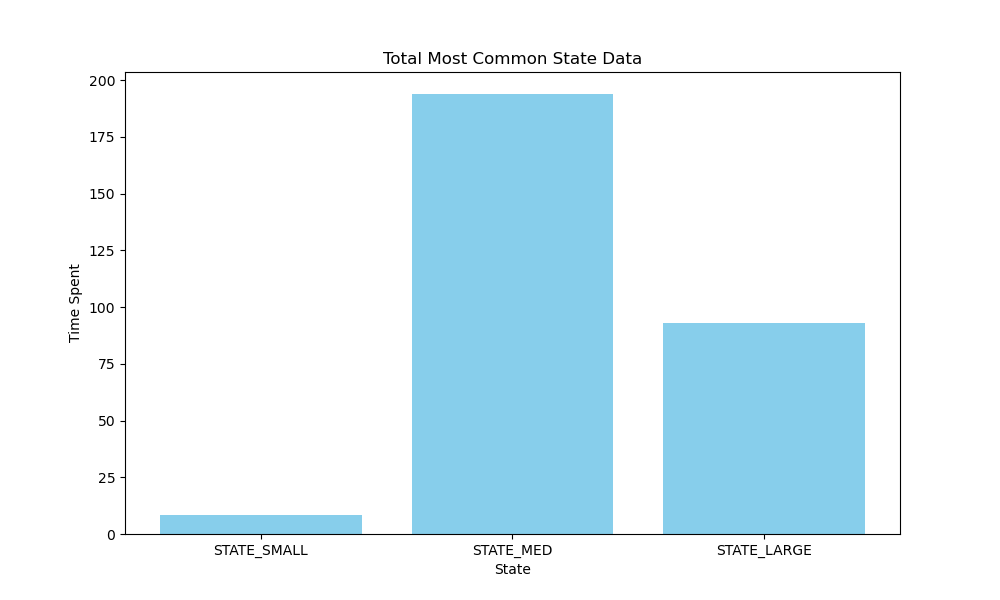 Total Most Common State Data
200
175
150
125
100
75
50
25
0
Time Spent
STATE_SMALL STATE_MED STATE_LARGE
State